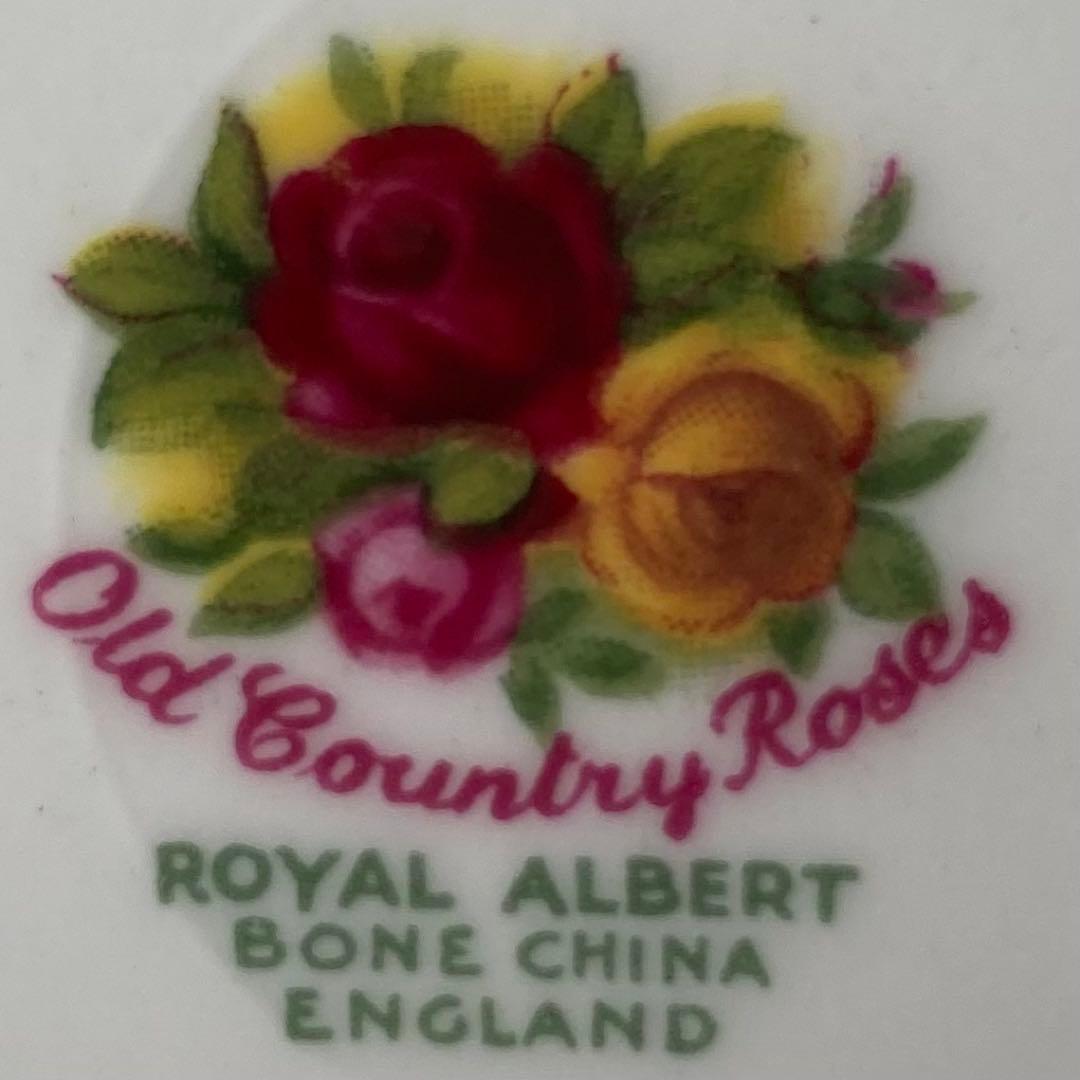 Old Country Roses
ROYAL ALBERT
BONE CHINA
ENGLAND